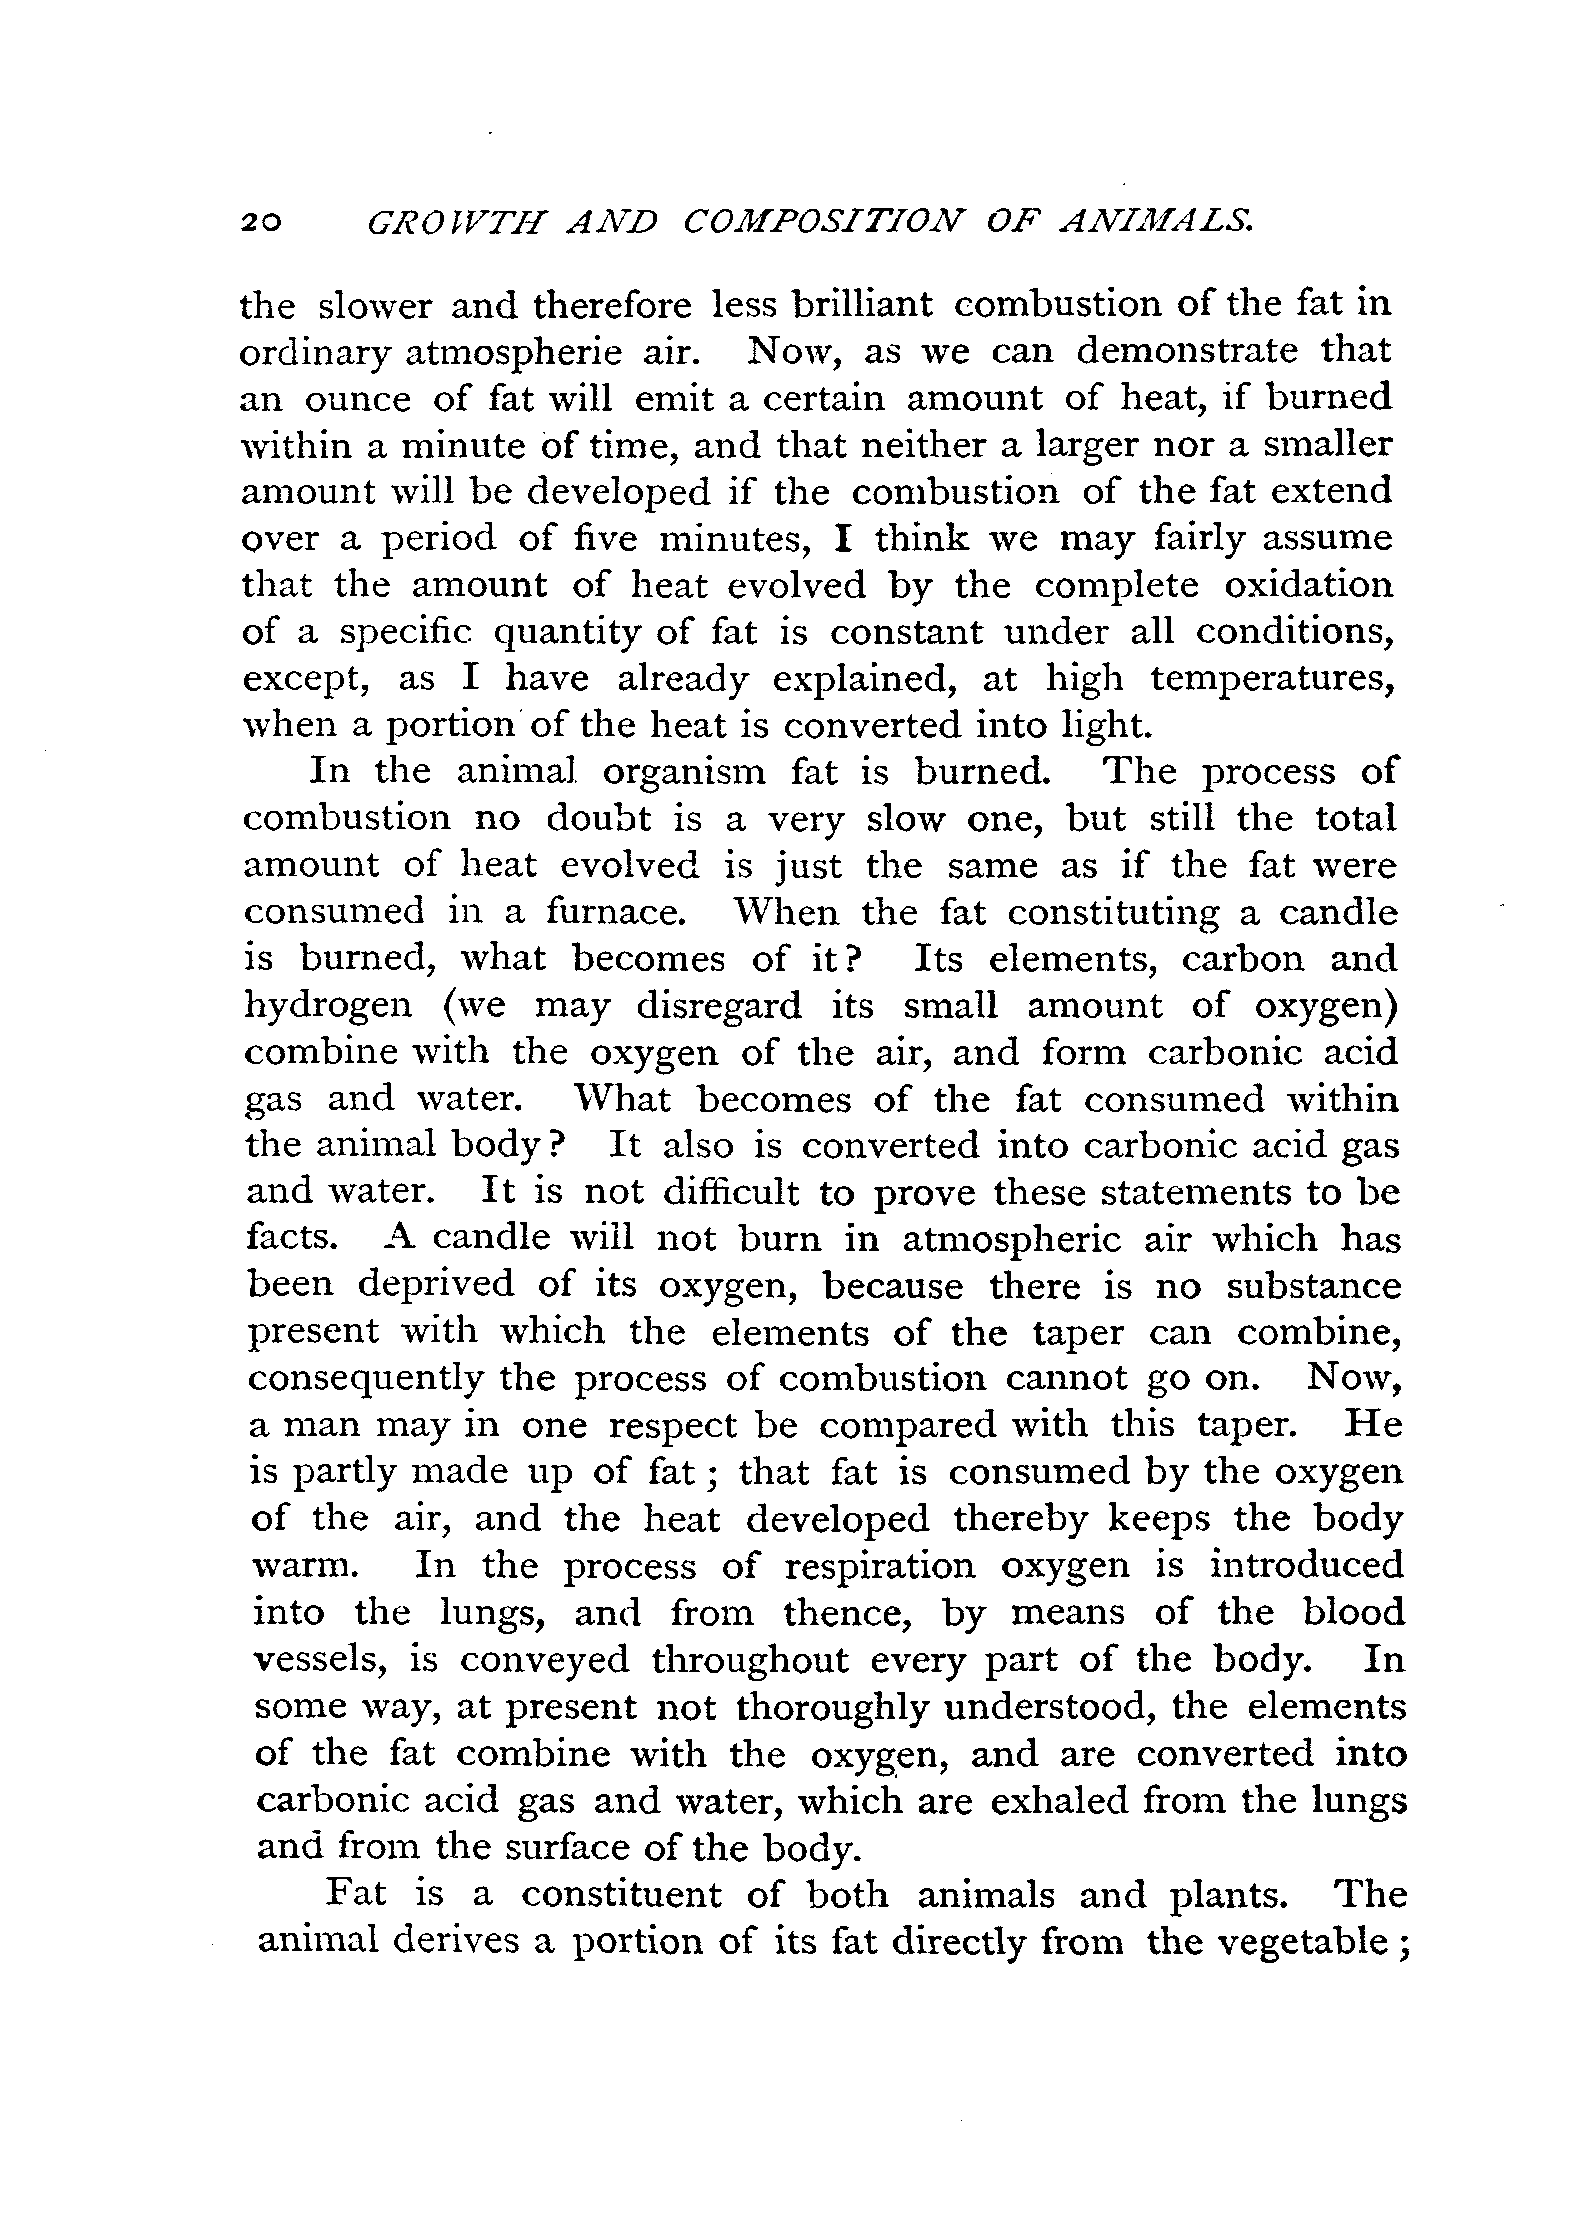 20 GROWTH AND COMPOSITION OF ANIMALS.
the slower and therefore less brilliant combustion of the fat in
ordinary atmospherie air. Now, as we can demonstrate that
an ounce of fat will emit a certain amount of heat, if burned
within a minute of time, and that neither a larger nor a smaller
amount will be developed if the combustion of the fat extend
over a period of five minutes, I think we may fairly assume
that the amount of heat evolved by the complete oxidation
of a specific quantity of fat is constant under all conditions,
except, as I have already explained, at high temperatures,
when a portion of the heat is converted into light.
In the animal organism fat is burned. The process of
combustion no doubt is a very slow one, but still the total
amount of heat evolved is just the same as if the fat were
consumed in a furnace. When the fat constituting a candle
is burned, what becomes of it? Its elements, carbon and
hydrogen (we may disregard its small amount of oxygen)
combine with the oxygen of the air, and form carbonic acid
gas and water. What becomes of the fat consumed within
the animal body? It also is converted into carbonic acid gas
and water. It is not difficult to prove these statements to be
facts. A candle will not burn in atmospheric air which has
been deprived of its oxygen, because there is no substance
present with which the elements of the taper can combine,
consequently the process of combustion cannot go on. Now,
a man may in one respect be compared with this taper. He
is partly made up of fat; that fat is consumed by the oxygen
of the air, and the heat developed thereby keeps the body
warm. In the process of respiration oxygen is introduced
into the lungs, and from thence, by means of the blood
vessels, is conveyed throughout every part of the body. In
some way, at present not thoroughly understood, the elements
of the fat combine with the oxygen, and are converted into
carbonic acid gas and water, which are exhaled from the lungs
and from the surface of the body.
Fat is a constituent of both animals and plants. The
animal derives a portion of its fat directly from the vegetable;